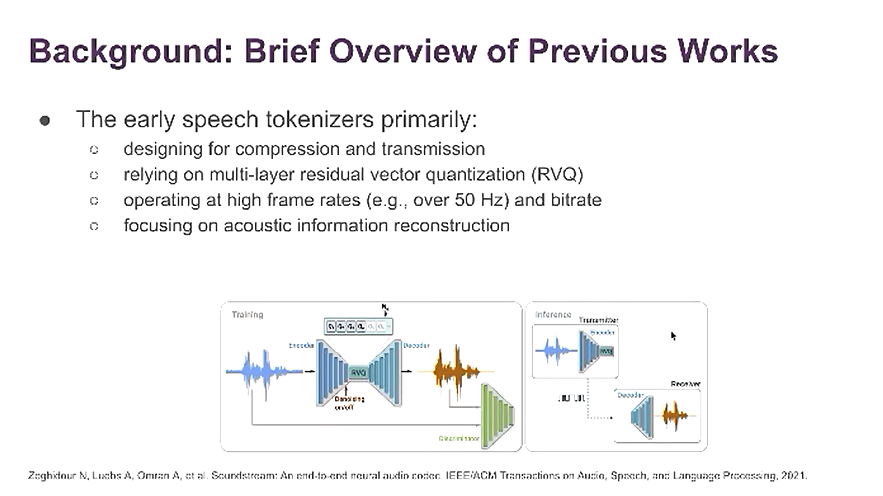 Background: Brief Overview of Previous Works
● The early speech tokenizers primarily:
○ designing for compression and transmission
○ relying on multi-layer residual vector quantization (RVQ)
○ operating at high frame rates (e.g., over 50 Hz) and bitrate
○ focusing on acoustic information reconstruction
Training
Encoder
Decoder
RVQ
Denoising
on/off
Discriminator
Inference
Transmitter
Encoder
RVQ
Receiver
Decoder
Zeghidour N, Luebs A, Omran A, et al. Soundstream: An end-to-end neural audio codec. IEEE/ACM Transactions on Audio, Speech, and Language Processing, 2021.